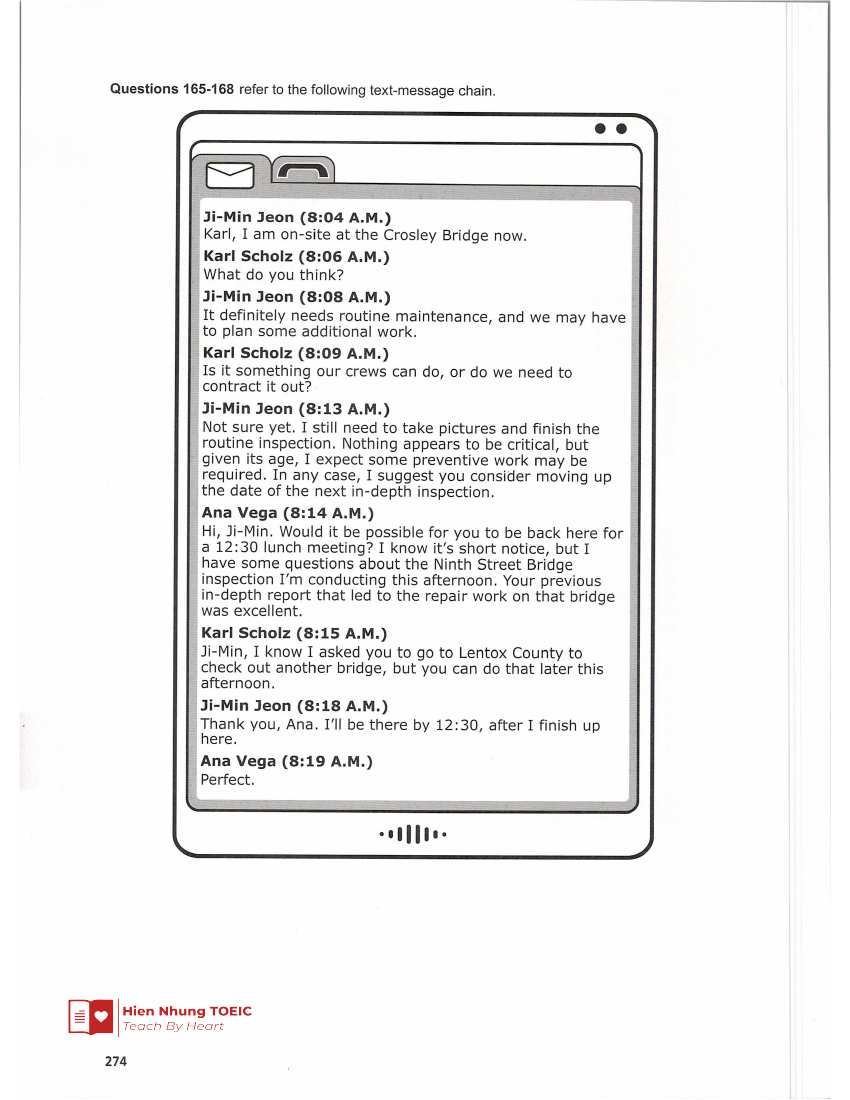 Questions 165-168 refer to the following text-message chain.
Ji-Min Jeon (8:04 A.M.)
Karl, I am on-site at the Crosley Bridge now.
Karl Scholz (8:06 A.M.)
What do you think?
Ji-Min Jeon (8:08 A.M.)
It definitely needs routine maintenance, and we may have
to plan some additional work.
Karl Scholz (8:09 A.M.)
Is it something our crews can do, or do we need to
contract it out?
Ji-Min Jeon (8:13 A.M.)
Not sure yet. I still need to take pictures and finish the
routine inspection. Nothing appears to be critical, but
given its age, I expect some preventive work may be
required. In any case, I suggest you consider moving up
the date of the next in-depth inspection.
Ana Vega (8:14 A.M.)
Hi, Ji-Min. Would it be possible for you to be back here for
a 12:30 lunch meeting? I know it's short notice, but I
have some questions about the Ninth Street Bridge
inspection I'm conducting this afternoon. Your previous
in-depth report that led to the repair work on that bridge
was excellent.
Karl Scholz (8:15 A.M.)
Ji-Min, I know I asked you to go to Lentox County to
check out another bridge, but you can do that later this
afternoon.
Ji-Min Jeon (8:18 A.M.)
Thank you, Ana. I'll be there by 12:30, after I finish up
here.
Ana Vega (8:19 A.M.)
Perfect.
Hien Nhung TOEIC
Teach By Heart
274